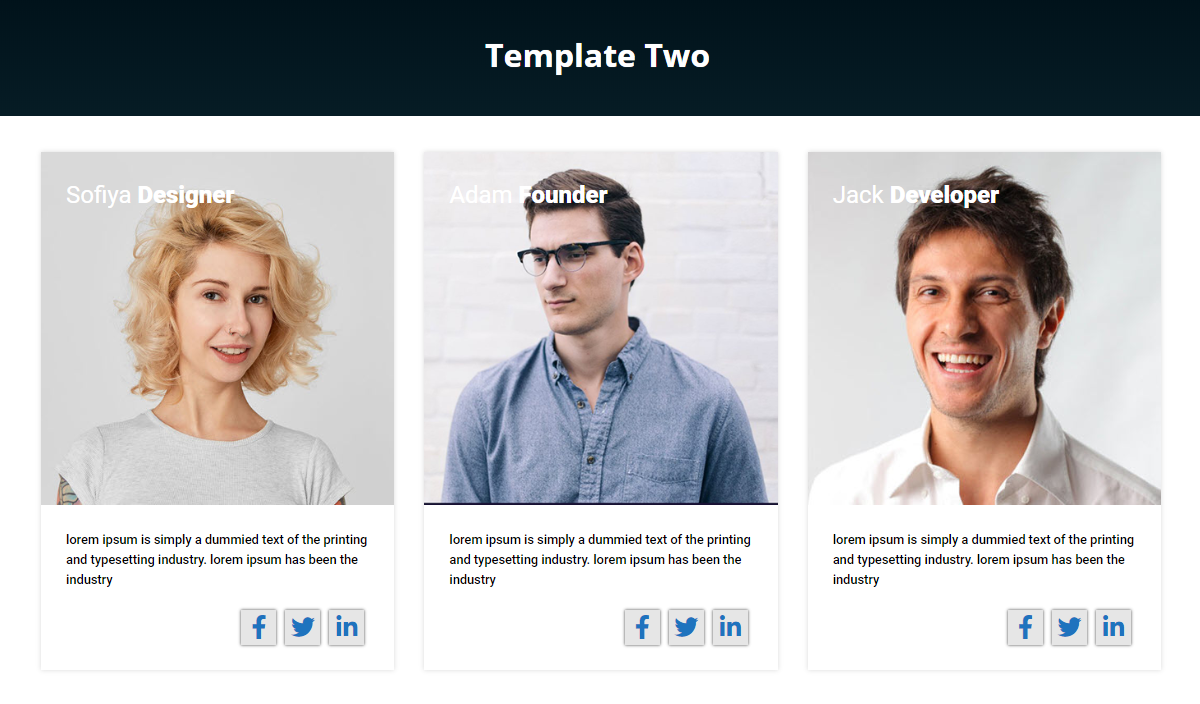 Template Two
Sofiya Designer
lorem ipsum is simply a dummied text of the printing
and typesetting industry. lorem ipsum has been the
industry
Adam Founder
lorem ipsum is simply a dummied text of the printing
and typesetting industry. lorem ipsum has been the
industry
Jack Developer
lorem ipsum is simply a dummied text of the printing
and typesetting industry. lorem ipsum has been the
industry